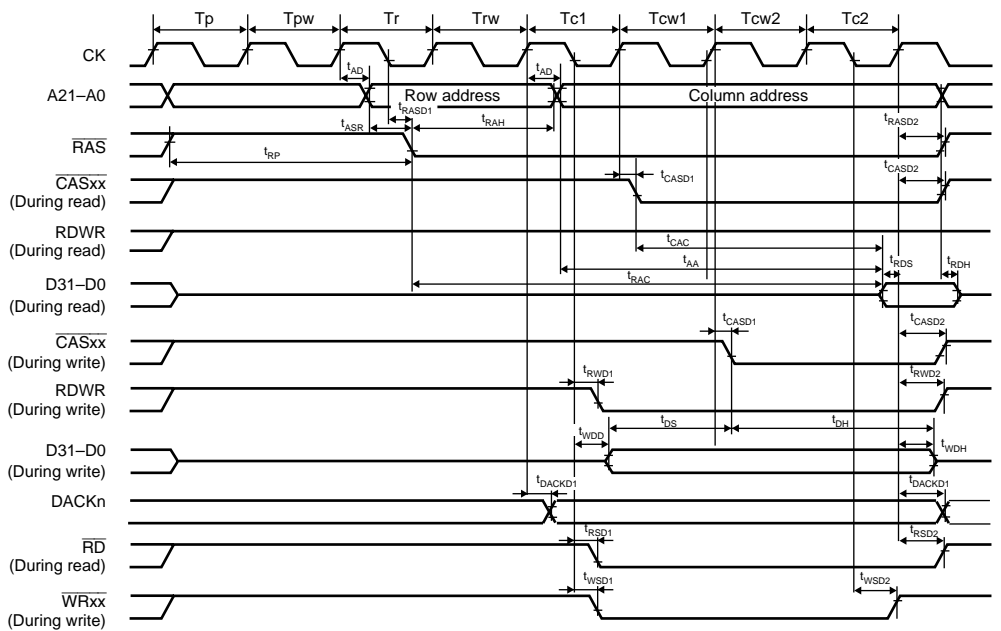 Tp Tpw Tr Trw Tc1 Tcw1 Tcw2 Tc2
CK
tAD tAD
A21–A0 Row address Column address
tRASD1 tRASD2
tASR tRAH
RAS
tRP
CASxx tCASD1 tCASD2
(During read)
RDWR
(During read)
tCAC
tAA tRDS tRDH
tRAC
D31–D0
(During read)
tCASD1 tCASD2
CASxx
(During write)
tRWD1 tRWD2
RDWR
(During write)
tDS tDH
tWDD tWDH
D31–D0
(During write)
tDACKD1 tDACKD1
DACKn
tRSD1 tRSD2
RD
(During read)
tWSD1 tWSD2
WRxx
(During write)